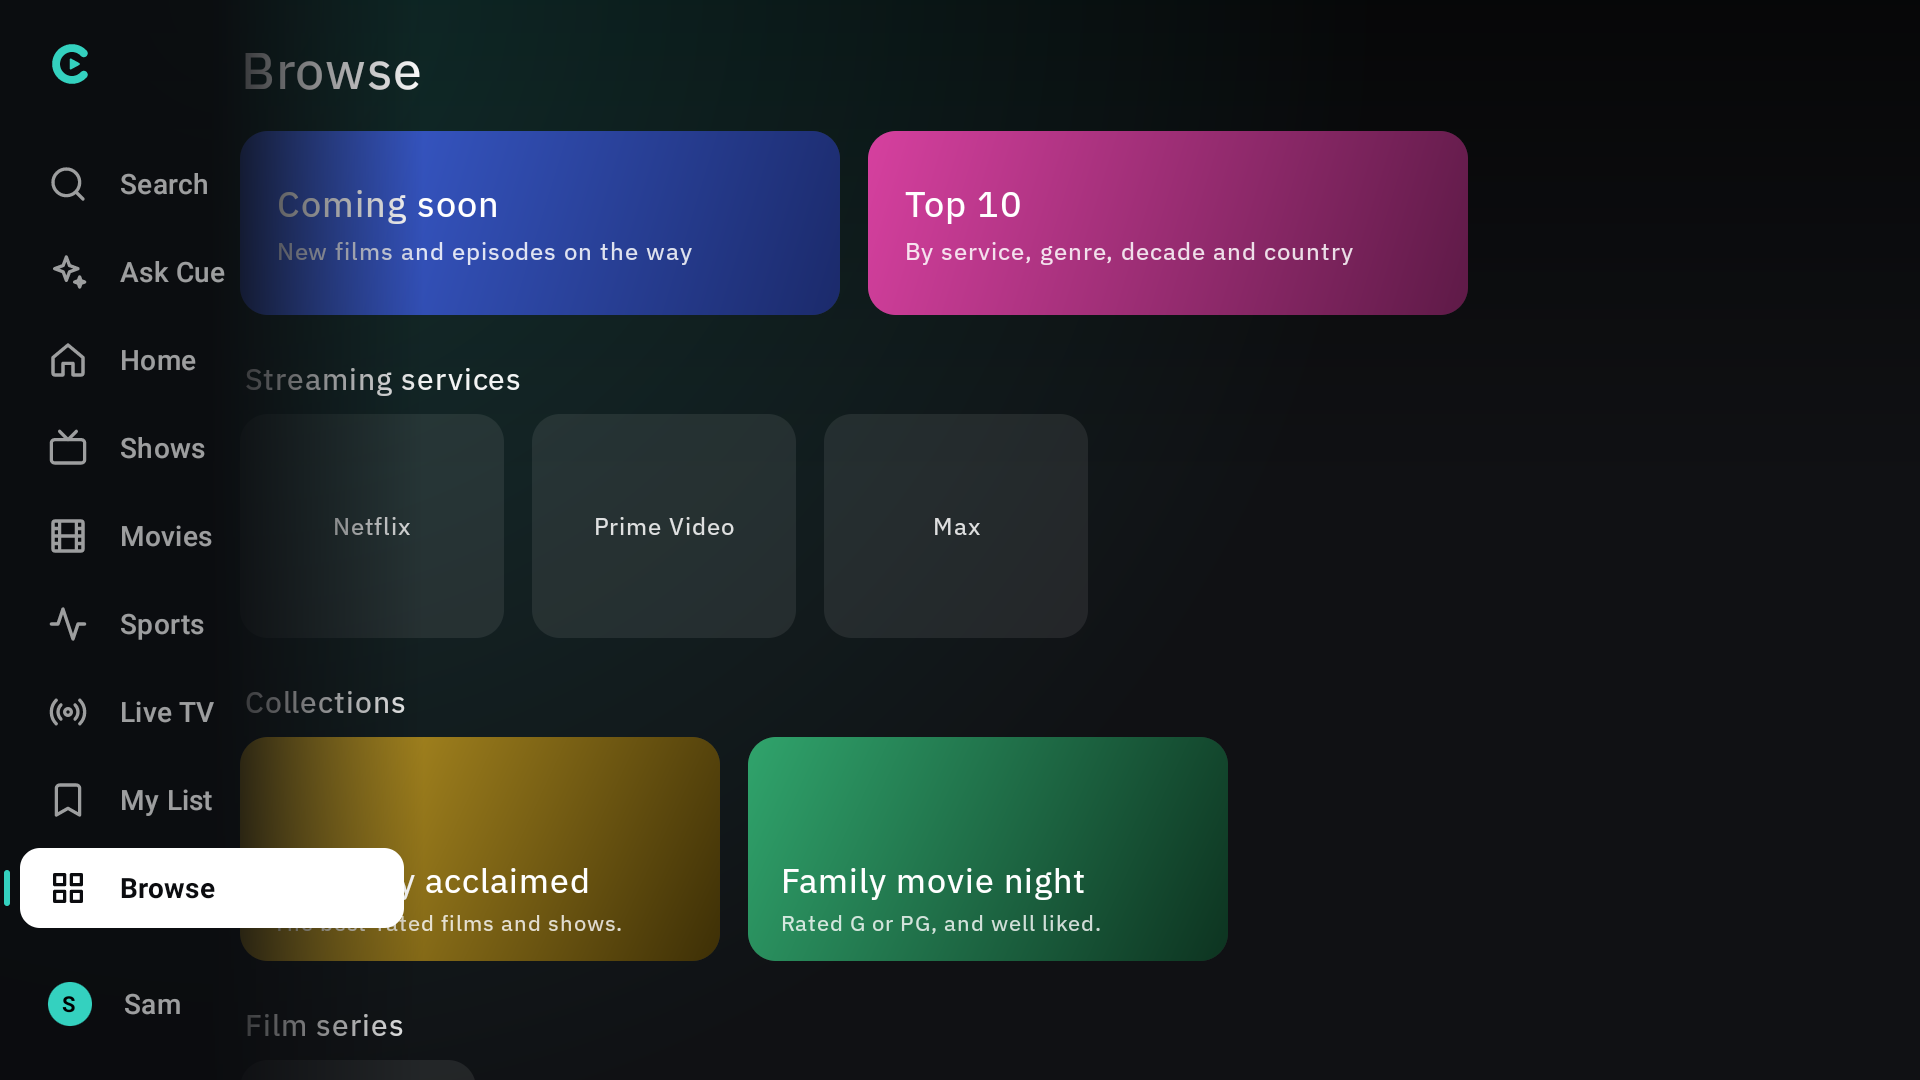 Browse
Search
Ask Cue
Home
Shows
Movies
Sports
Live TV
My List
Browse
S
Sam
Coming soon
New films and episodes on the way
Top 10
By service, genre, decade and country
Streaming services
Netflix
Prime Video
Max
Collections
acclaimed
films and shows.
Family movie night
Rated G or PG, and well liked.
Film series